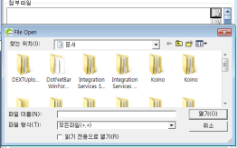 첨부파일
File Open
찾는 위치(I): 문서
DEXTUplo... DotNetBar WinFor... Integration Services S... Integration Services ... Koino Koino
파일 이름(N): 열기(O)
파일 형식(T): 모든파일(*.*) 취소
읽기 전용으로 열기(R)